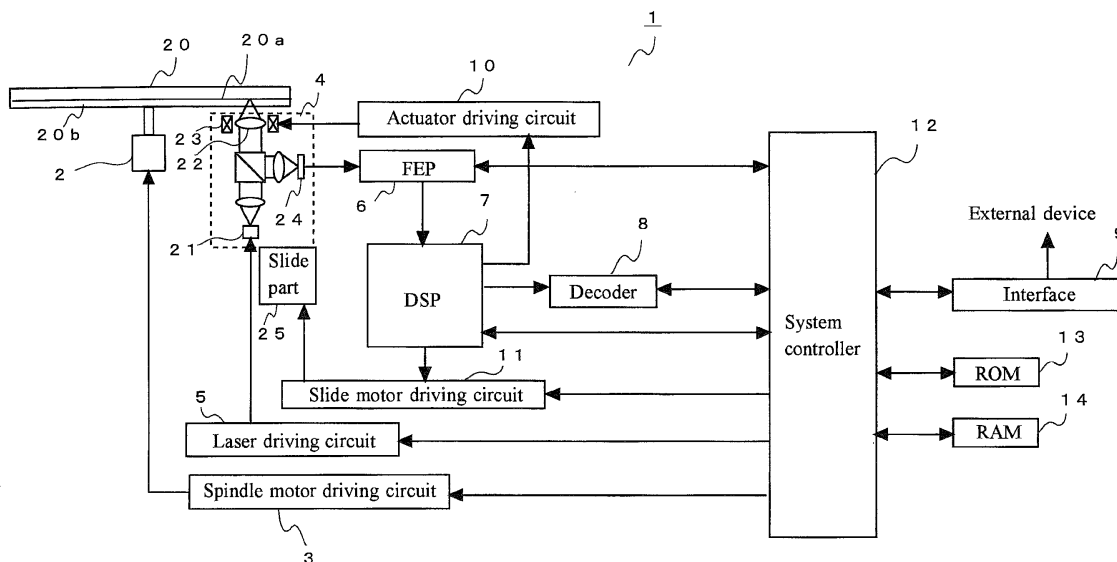 1
20
20a
10
4
Actuator driving circuit
12
20b
23
22
2
FEP
6
24
7
External device
8
9
21
Slide
part
DSP
Decoder
Interface
25
System
controller
13
11
ROM
5
Slide motor driving circuit
14
Laser driving circuit
RAM
Spindle motor driving circuit
3